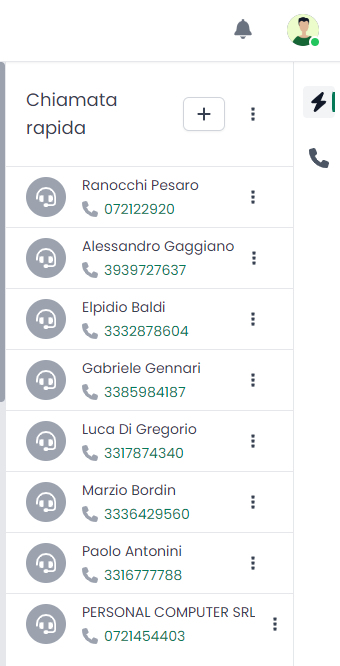 Chiamata
rapida
Ranocchi Pesaro
072122920
Alessandro Gaggiano
3939727637
Elpidio Baldi
3332878604
Gabriele Gennari
3385984187
Luca Di Gregorio
3317874340
Marzio Bordin
3336429560
Paolo Antonini
3316777788
PERSONAL COMPUTER SRL
0721454403